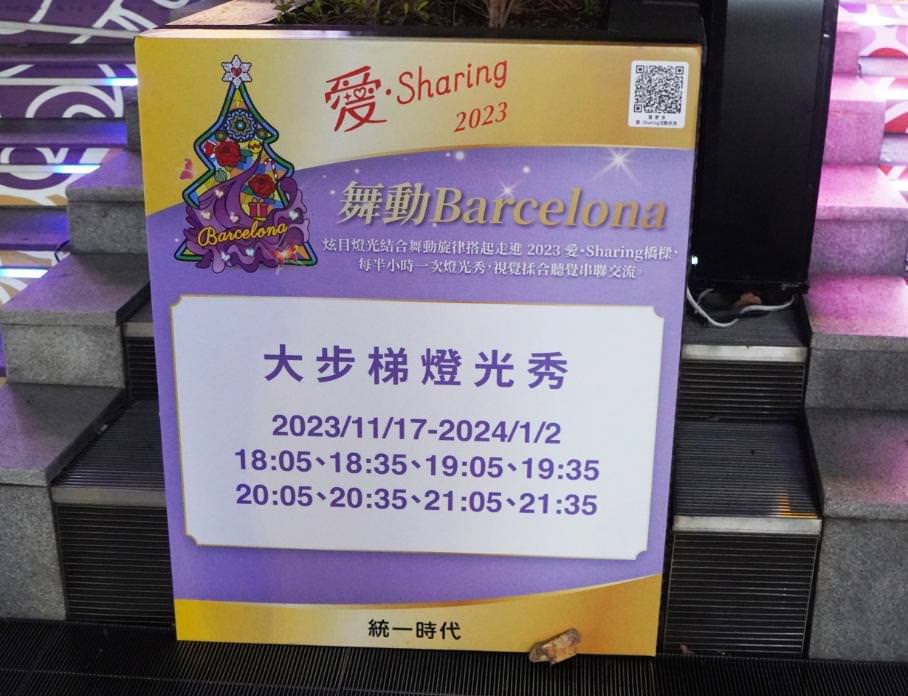 愛·Sharing
2023
舞動Barcelona
炫目燈光結合舞動旋律搭起走進 2023 愛·Sharing橋樑,
每半小時一次燈光秀,視覺揉合聽覺串聯交流。
Barcelona
大步梯燈光秀
2023/11/17-2024/1/2
18:05、18:35、19:05、19:35
20:05、20:35、21:05、21:35
統一時代